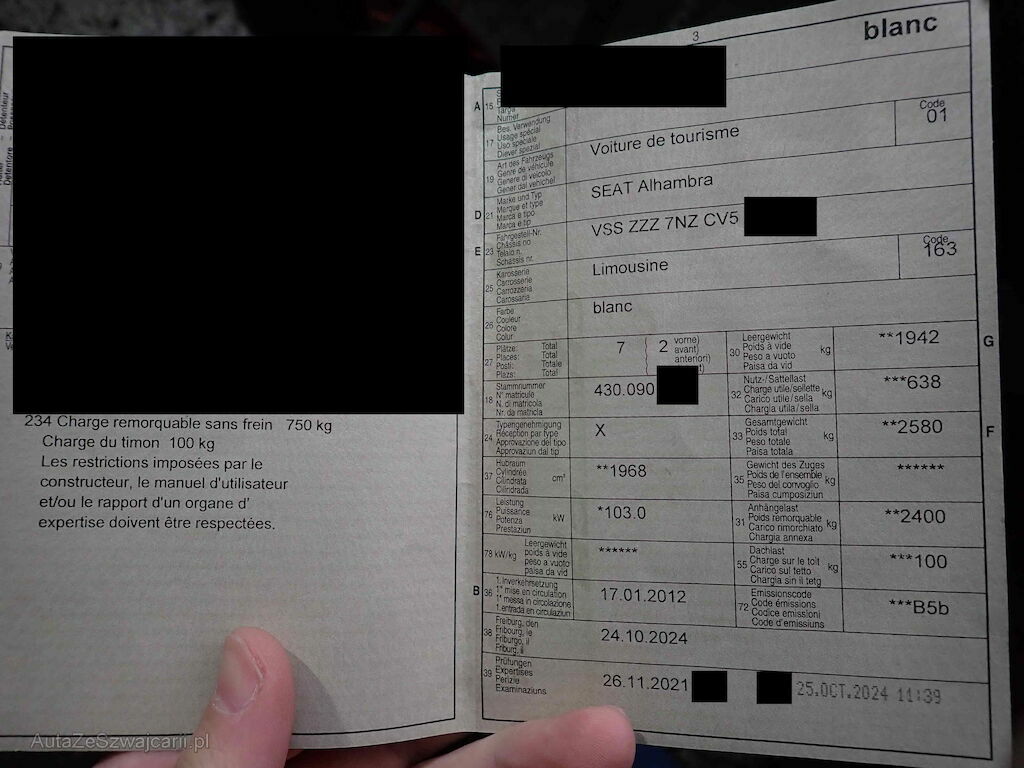 234 Charge remorquable sans frein 750 kg
Charge du timon 100 kg
Les restrictions imposées par le
constructeur, le manuel d'utilisateur
et/ou le rapport d'un organe d'
expertise doivent être respectées.
3
blanc
A 15
Targa
Numer
17 Bes. Verwendung
Usage spécial
Uso speciale
Diever spezial
19 Art des Fahrzeugs
Genre de véhicule
Genere di veicolo
Gener dal vehichel
Voiture de tourisme
Code
01
D 21 Marke und Typ
Marque et type
Marca e tipo
Marca e tip
SEAT Alhambra
E 23 Fahrgestell-Nr.
Châssis no
Telaio n.
Schassis nr.
VSS ZZZ 7NZ CV5
25 Karosserie
Carrosserie
Carrozzeria
Carossaria
Limousine
Code
163
26 Farbe
Couleur
Colore
Colur
blanc
27 Plätze: Total
Places: Total
Posti: Totale
Plazs: Total
7
2 vorne)
avant)
anteriori)
30 Leergewicht
Poids à vide
Peso a vuoto
Paisa da vid
kg
**1942
G
18 Stammnummer
N° matricule
N. di matricola
Nr. da matricla
430.090
32 Nutz-/Sattellast
Charge utile/sellette
Carico utile/sella
Chargia utila/sella
kg
***638
24 Typengenehmigung
Réception par type
Approvazione del tipo
Approvaziun dal tip
X
33 Gesamtgewicht
Poids total
Peso totale
Paisa totala
kg
**2580
F
37 Hubraum
Cylindrée
Cilindrata
Cilindrada
cm³
**1968
35 Gewicht des Zuges
Poids de l'ensemble
Peso del convoglio
Paisa cumposiziun
kg
******
76 Leistung
Puissance
Potenza
Prestaziun
kW
*103.0
31 Anhängelast
Poids remorquable
Carico rimorchiato
Chargia annexa
kg
**2400
78 kW/kg Leergewicht
poids à vide
peso a vuoto
paisa da vid
******
55 Dachlast
Charge sur le toit
Carico sul tetto
Chargia sin il tetg
kg
***100
B 36 1. Inverkehrsetzung
1re mise en circulation
1a messa in circolazione
1. entrada en circulaziun
17.01.2012
72 Emissionscode
Code émissions
Codice emissioni
Code d'emissiuns
***B5b
38 Freiburg, den
Fribourg, le
Friburgo, il
Friburg, il
24.10.2024
39 Prüfungen
Expertises
Perizie
Examinaziuns
26.11.2021
25.OCT.2024 11:39
AutaZeSzwajcarii.pl